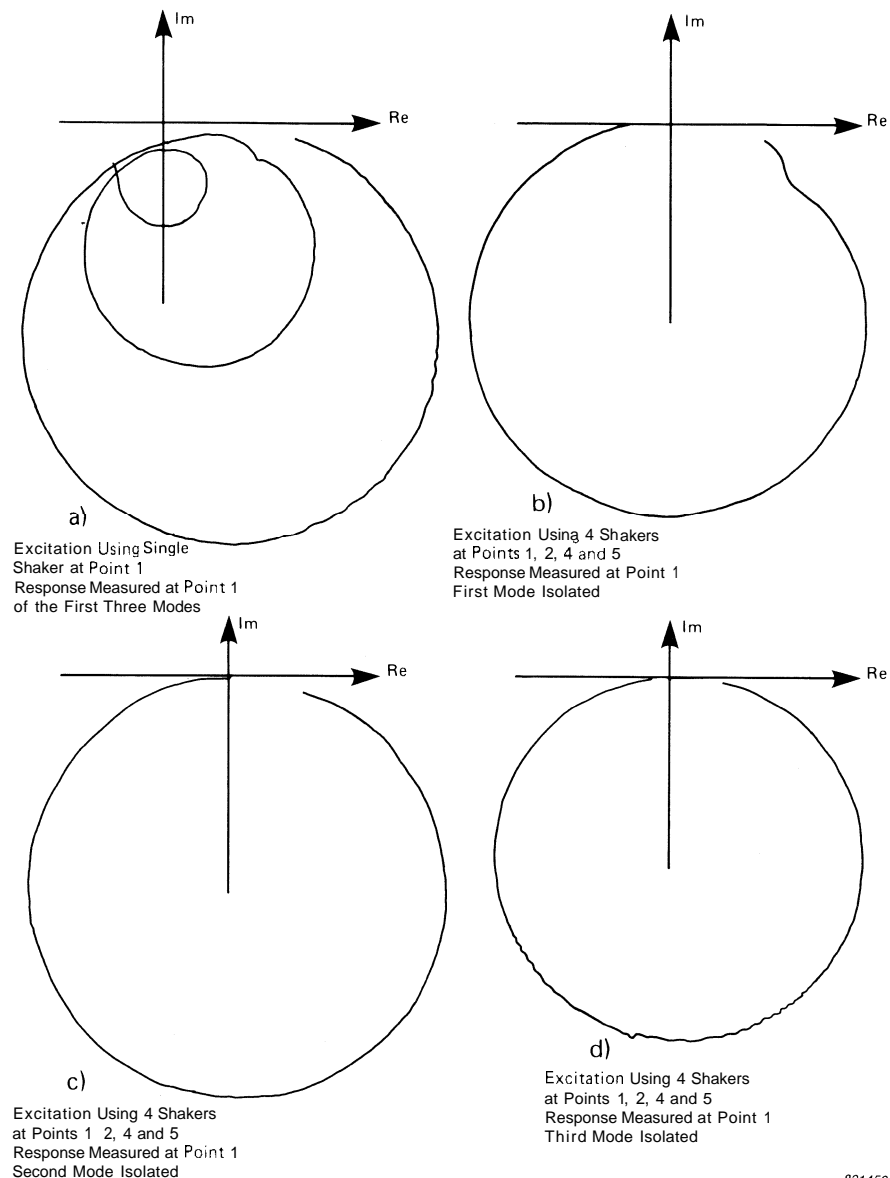 Im
Re
a)
Excitation Using Single
Shaker at Point 1
Response Measured at Point 1
of the First Three Modes
Im
Re
b)
Excitation Using 4 Shakers
at Points 1, 2, 4 and 5
Response Measured at Point 1
First Mode Isolated
Im
Re
c)
Excitation Using 4 Shakers
at Points 1 2, 4 and 5
Response Measured at Point 1
Second Mode Isolated
Im
Re
d)
Excitation Using 4 Shakers
at Points 1, 2, 4 and 5
Response Measured at Point 1
Third Mode Isolated